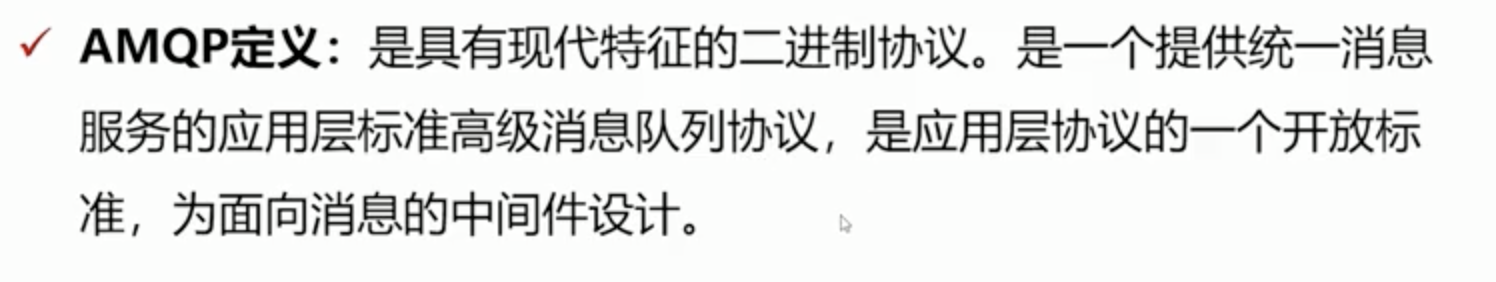 ✓ AMQP定义：是具有现代特征的二进制协议。是一个提供统一消息
服务的应用层标准高级消息队列协议，是应用层协议的一个开放标
准，为面向消息的中间件设计。